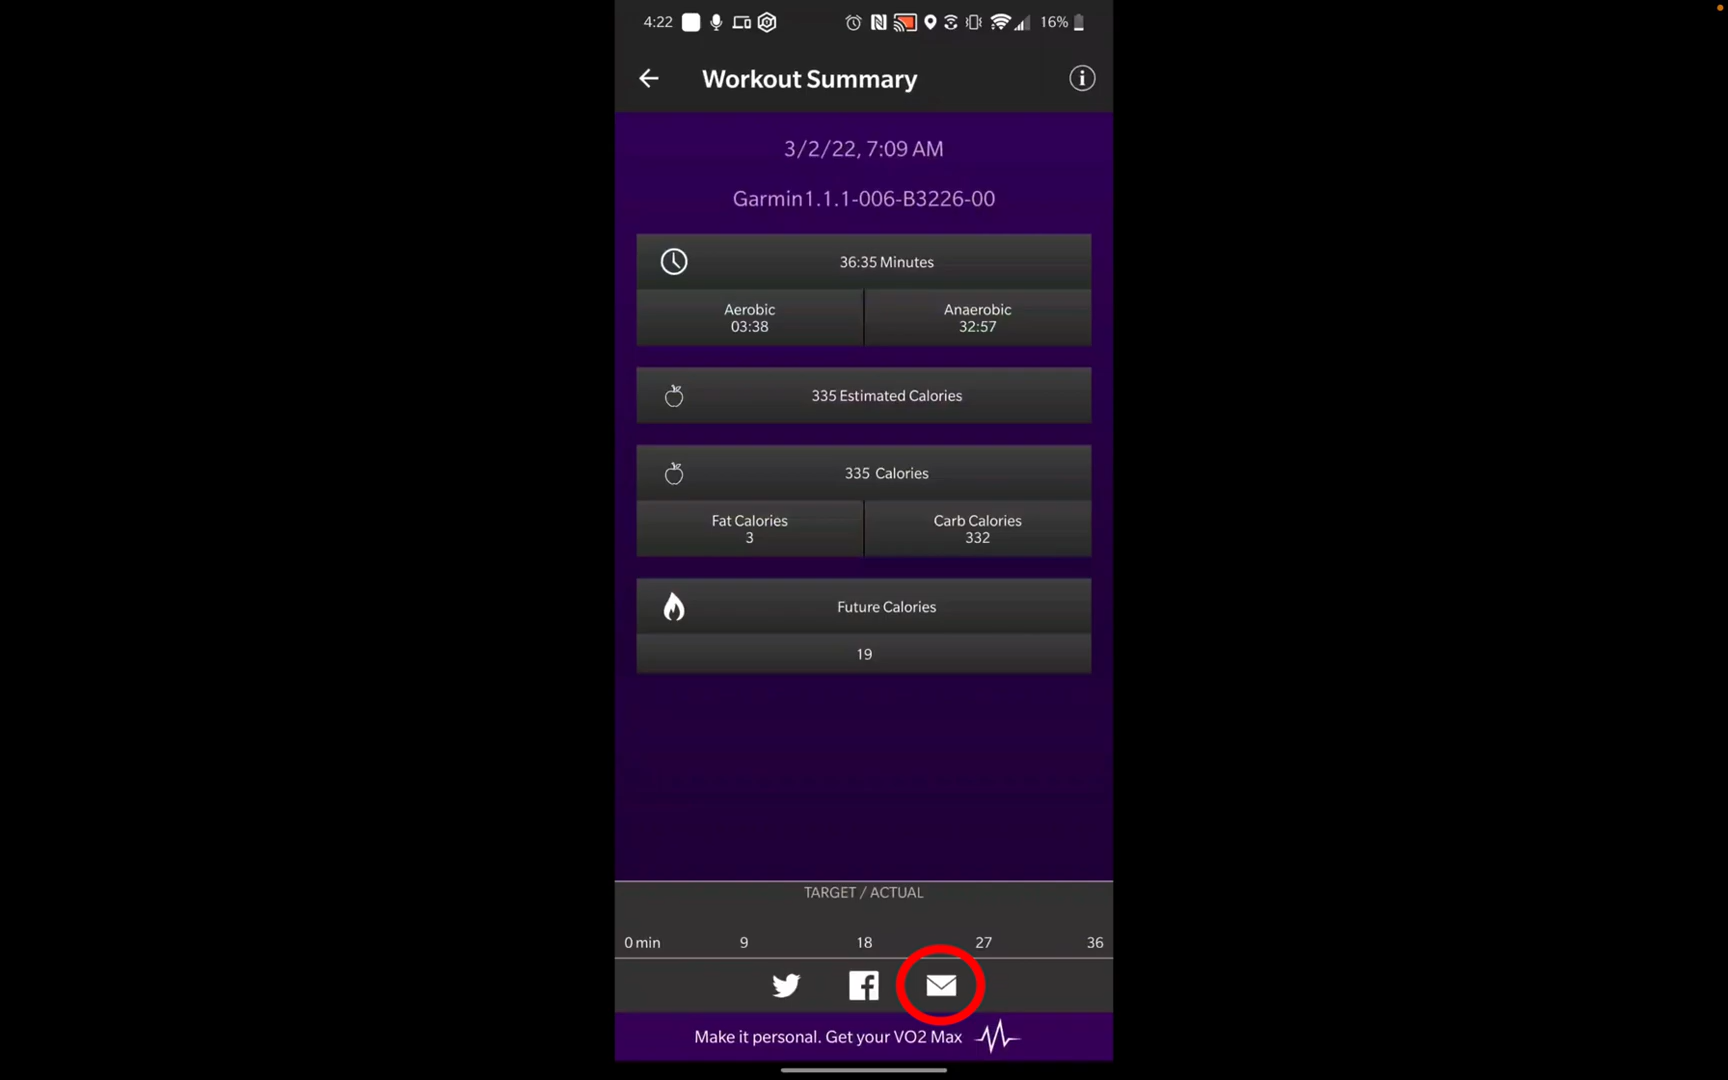 4:22 16%
Workout Summary
3/2/22, 7:09 AM
Garmin1.1.1-006-B3226-00
36:35 Minutes
Aerobic Anaerobic
03:38 32:57
335 Estimated Calories
335 Calories
Fat Calories Carb Calories
3 332
Future Calories
19
TARGET / ACTUAL
0 min 9 18 27 36
Make it personal. Get your VO2 Max